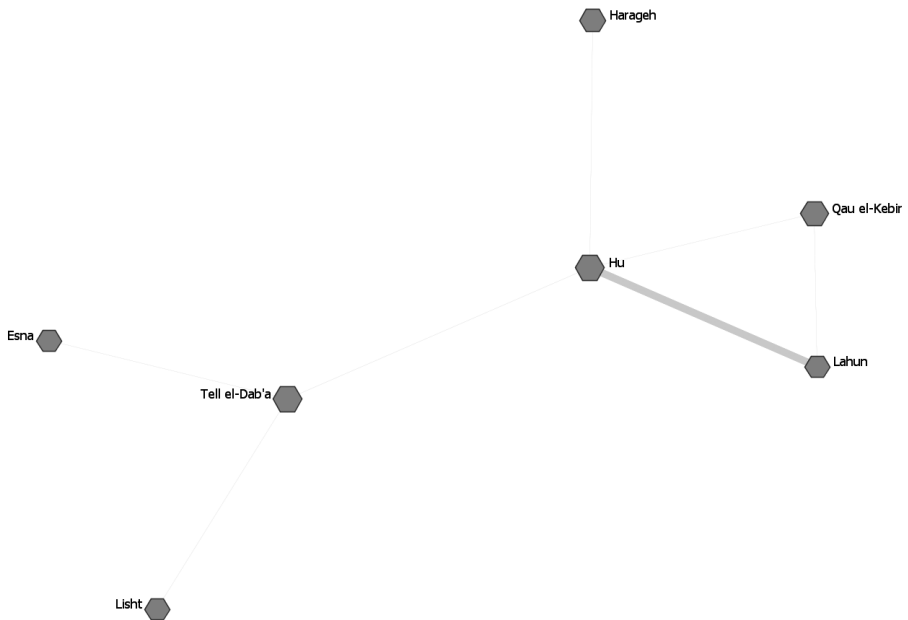 Harageh
Qau el-Kebir
Hu
Esna
Lahun
Tell el-Dab'a
Lisht